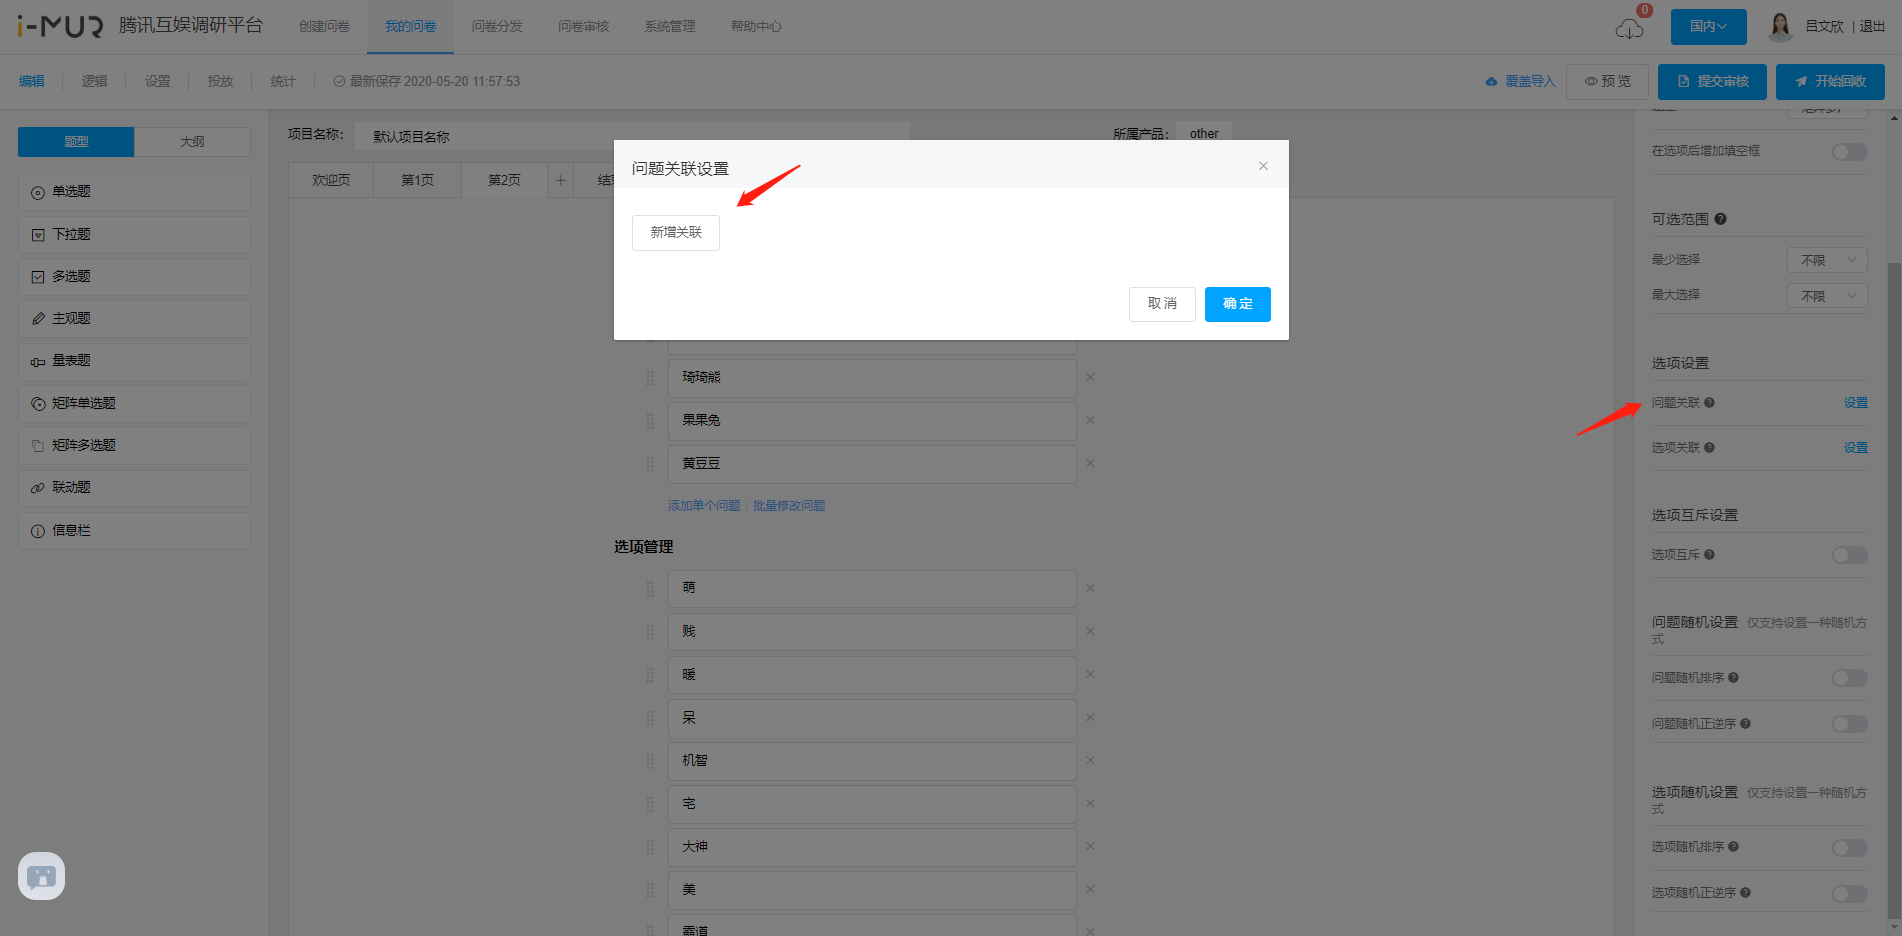 i-MUR 腾讯互娱调研平台 创建问卷 我的问卷 问卷分发 问卷审核 系统管理 帮助中心 0 国内 吕文欣 | 退出
编辑 逻辑 设置 投放 统计 最新保存 2020-05-20 11:57:53 覆盖导入 预 览 提交审核 开始回收
题型 大纲
单选题
下拉题
多选题
主观题
量表题
矩阵单选题
矩阵多选题
联动题
信息栏
项目名称： 默认项目名称 所属产品： other
欢迎页 第1页 第2页 +
问题关联设置
新增关联
取 消 确 定
琦琦熊
果果兔
黄豆豆
添加单个问题 | 批量修改问题
选项管理
萌
贱
暖
呆
机智
宅
大神
美
霸道
在选项后增加填空框
可选范围
最少选择 不限
最大选择 不限
选项设置
问题关联 设置
选项关联 设置
选项互斥设置
选项互斥
问题随机设置 仅支持设置一种随机方
式
问题随机排序
问题随机正逆序
选项随机设置 仅支持设置一种随机方
式
选项随机排序
选项随机正逆序